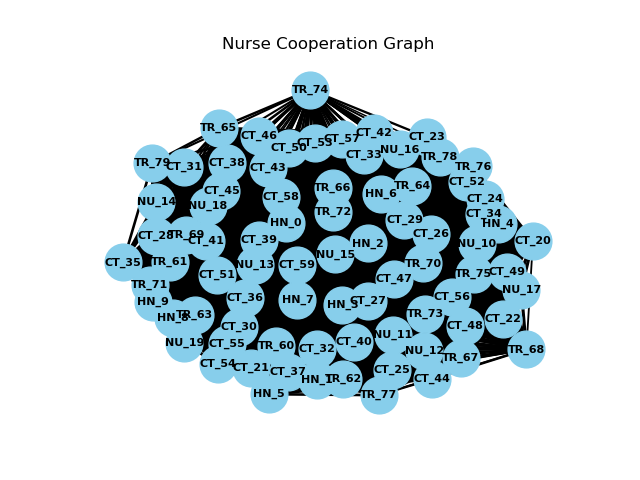 Nurse Cooperation Graph
TR_74
TR_65
CT_46
CT_50
CT_53
CT_57
CT_42
CT_23
TR_79
CT_31
CT_38
CT_43
CT_33
NU_16
TR_78
TR_76
CT_52
NU_14
NU_18
CT_45
CT_58
TR_66
HN_6
TR_64
CT_24
CT_34
HN_4
HN_0
TR_72
CT_29
CT_26
CT_28
TR_69
CT_41
CT_39
HN_2
NU_10
CT_20
CT_35
TR_61
NU_13
CT_59
NU_15
TR_70
CT_51
CT_47
TR_75
CT_49
TR_71
HN_9
CT_36
HN_7
HN_3
CT_27
CT_56
NU_17
HN_8
TR_63
CT_30
TR_73
CT_48
CT_22
NU_19
CT_55
TR_60
CT_32
CT_40
NU_11
NU_12
TR_67
TR_68
CT_54
CT_21
CT_37
HN_1
TR_62
CT_25
CT_44
HN_5
TR_77